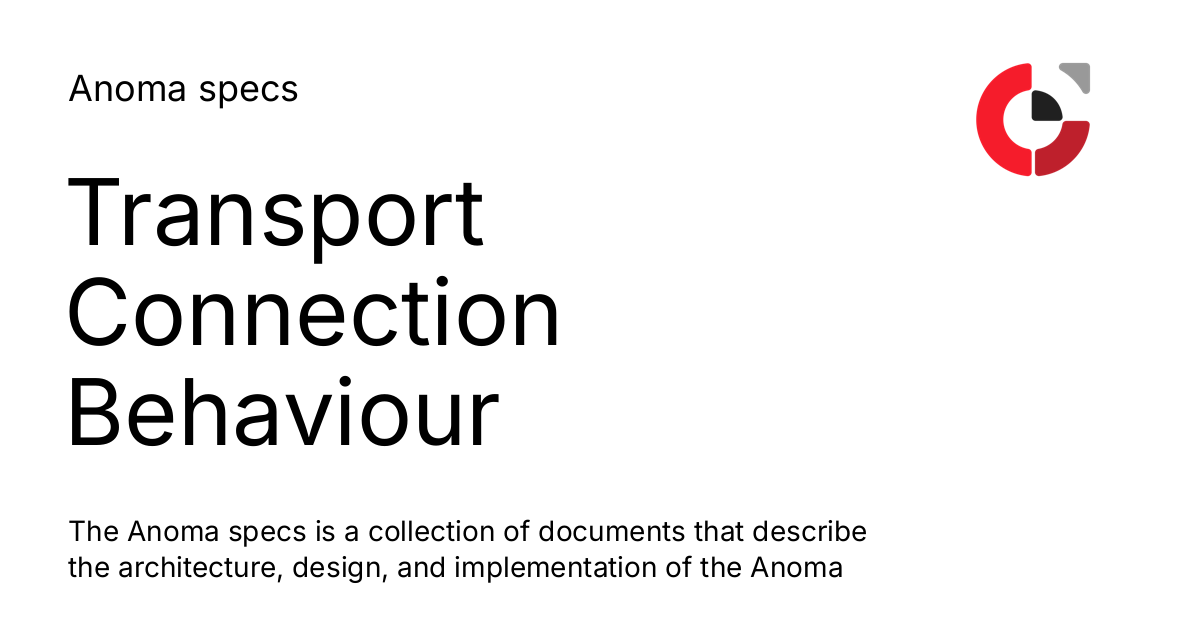 Anoma specs
Transport
Connection
Behaviour
The Anoma specs is a collection of documents that describe
the architecture, design, and implementation of the Anoma